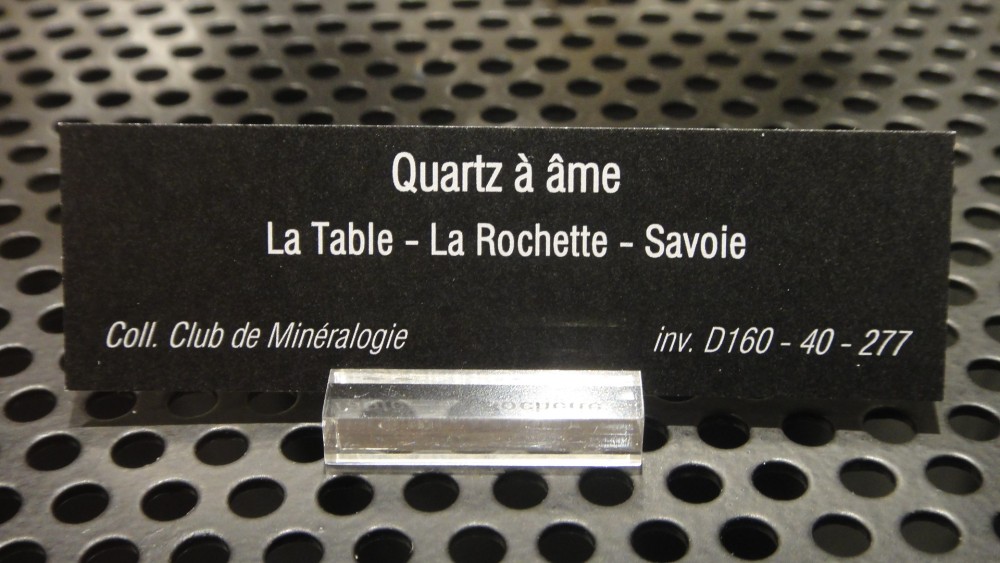 Quartz à âme
La Table - La Rochette - Savoie
Coll. Club de Minéralogie inv. D160 - 40 - 277